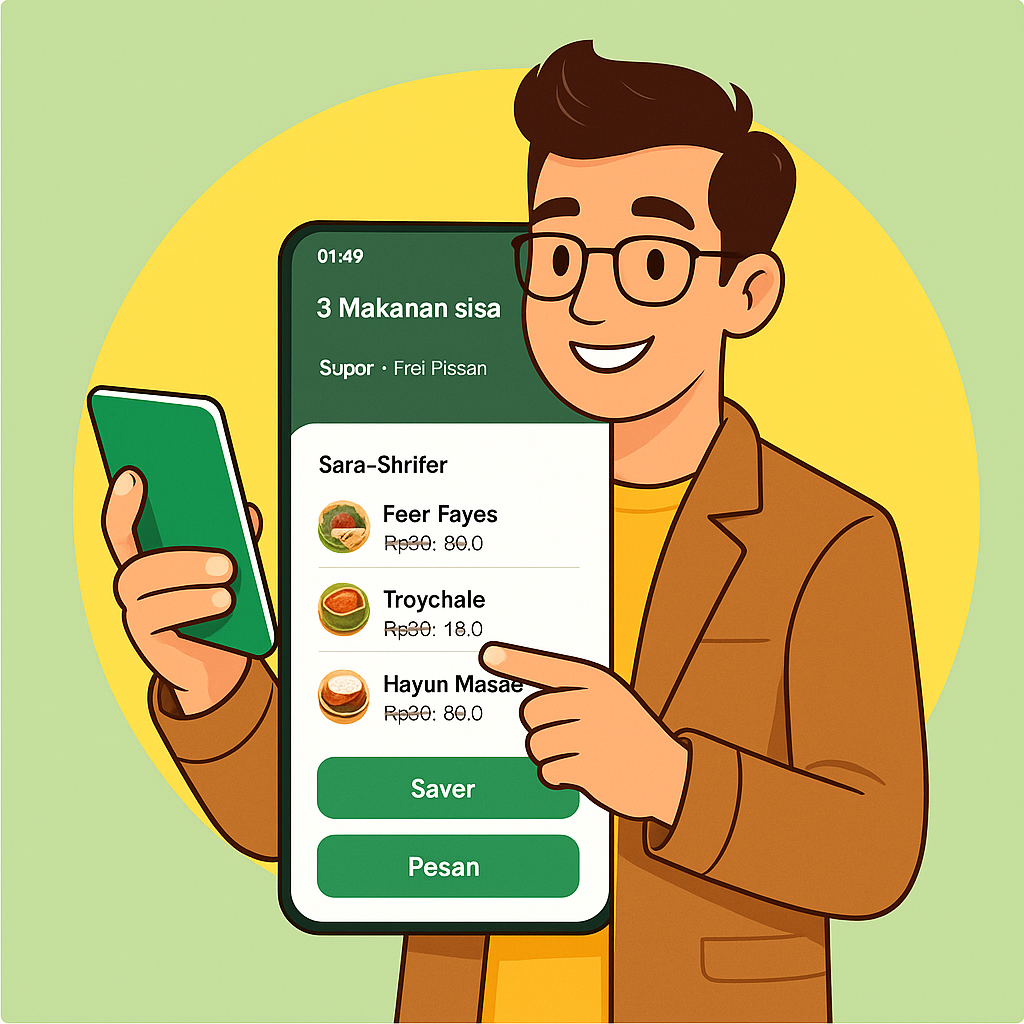 01:49
3 Makanan sisa
Supor · Frei Pissan
Sara-Shrifer
Feer Fayes
Rp30: 80.0
Troychale
Rp30: 18.0
Hayun Masae
Rp30: 80.0
Saver
Pesan